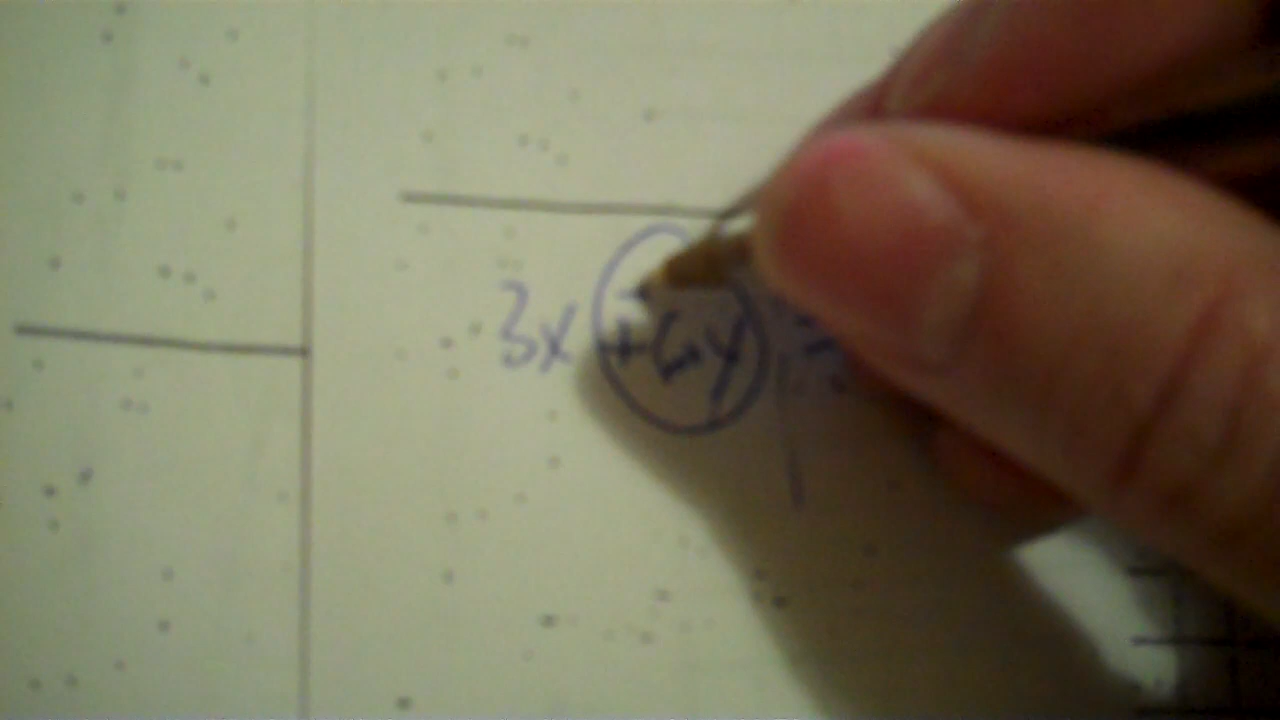 3x +6y =